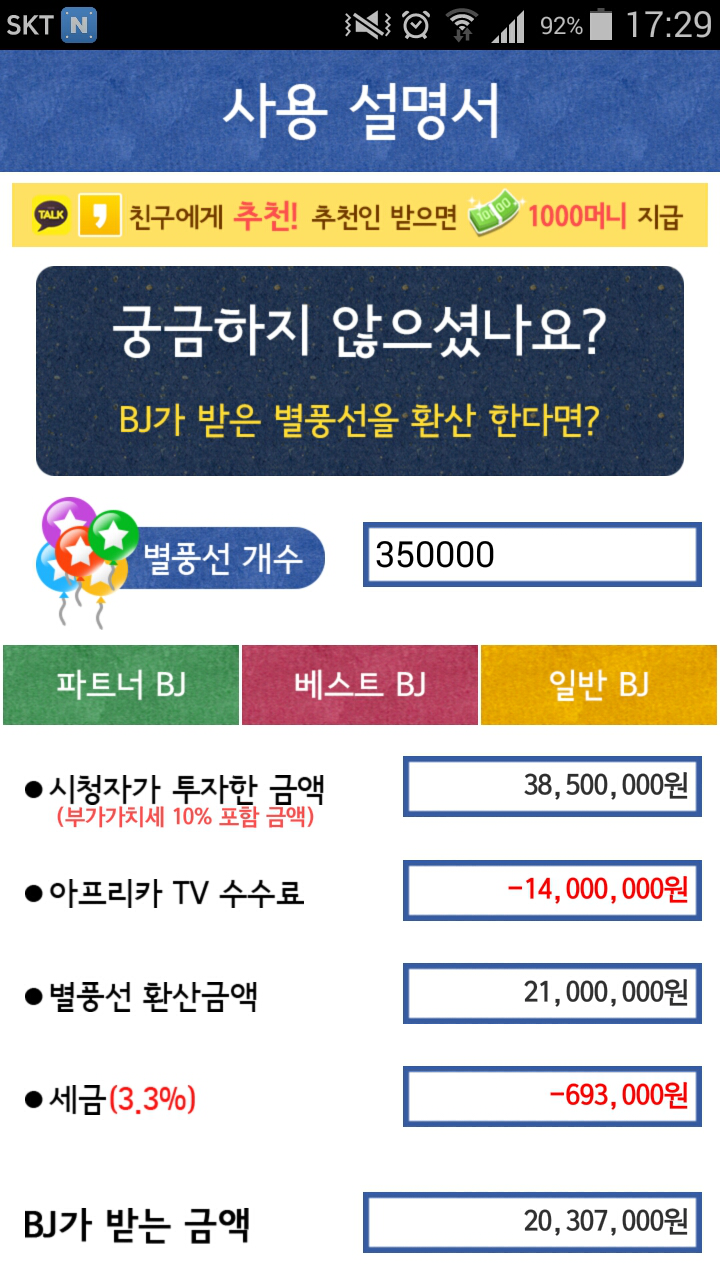 SKT N 92% 17:29
사용 설명서
TALK 친구에게 추천! 추천인 받으면 1000머니 지급
궁금하지 않으셨나요?
BJ가 받은 별풍선을 환산 한다면?
별풍선 개수 350000
파트너 BJ 베스트 BJ 일반 BJ
●시청자가 투자한 금액 38,500,000원
(부가가치세 10% 포함 금액)
●아프리카 TV 수수료 -14,000,000원
●별풍선 환산금액 21,000,000원
●세금(3.3%) -693,000원
BJ가 받는 금액 20,307,000원